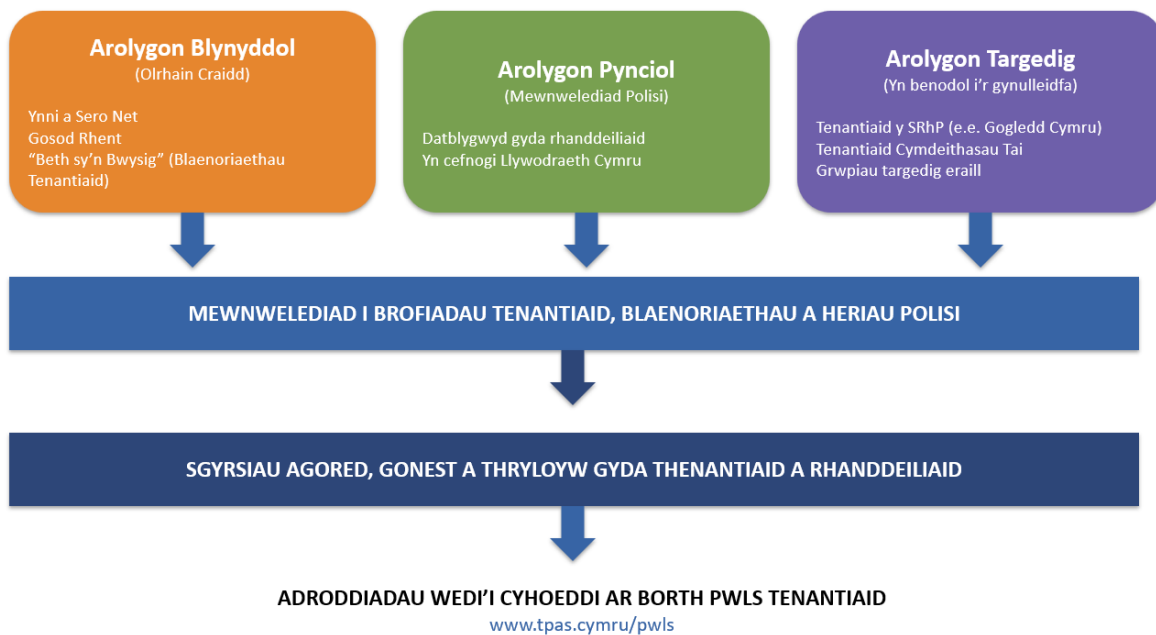 Arolygon Blynyddol
(Olrhain Craidd)
Ynni a Sero Net
Gosod Rhent
“Beth sy’n Bwysig” (Blaenoriaethau
Tenantiaid)
Arolygon Pynciol
(Mewnwelediad Polisi)
Datblygwyd gyda rhanddeiliaid
Yn cefnogi Llywodraeth Cymru
Arolygon Targedig
(Yn benodol i’r gynulleidfa)
Tenantiaid y SRhP (e.e. Gogledd Cymru)
Tenantiaid Cymdeithasau Tai
Grwpiau targedig eraill
MEWNWELEDIAD I BROFIADAU TENANTIAID, BLAENORIAETHAU A HERIAU POLISI
SGYRSIAU AGORED, GONEST A THRYLOYW GYDA THENANTIAID A RHANDDEILIAID
ADRODDIADAU WEDI’I CYHOEDDI AR BORTH PWLS TENANTIAID
www.tpas.cymru/pwls